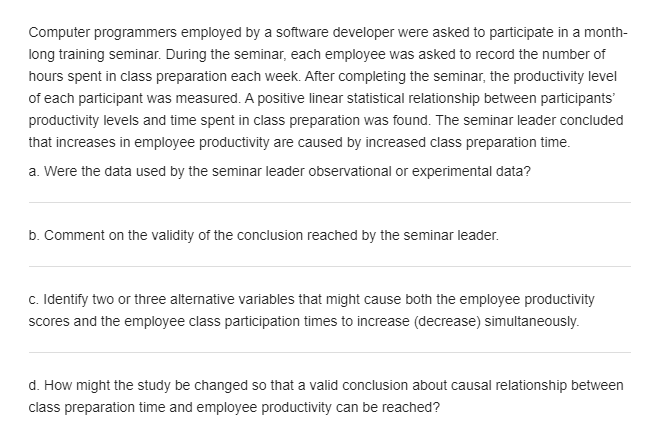 Computer programmers employed by a software developer were asked to participate in a month-
long training seminar. During the seminar, each employee was asked to record the number of
hours spent in class preparation each week. After completing the seminar, the productivity level
of each participant was measured. A positive linear statistical relationship between participants'
productivity levels and time spent in class preparation was found. The seminar leader concluded
that increases in employee productivity are caused by increased class preparation time.
a. Were the data used by the seminar leader observational or experimental data?
b. Comment on the validity of the conclusion reached by the seminar leader.
c. Identify two or three alternative variables that might cause both the employee productivity
scores and the employee class participation times to increase (decrease) simultaneously.
d. How might the study be changed so that a valid conclusion about causal relationship between
class preparation time and employee productivity can be reached?